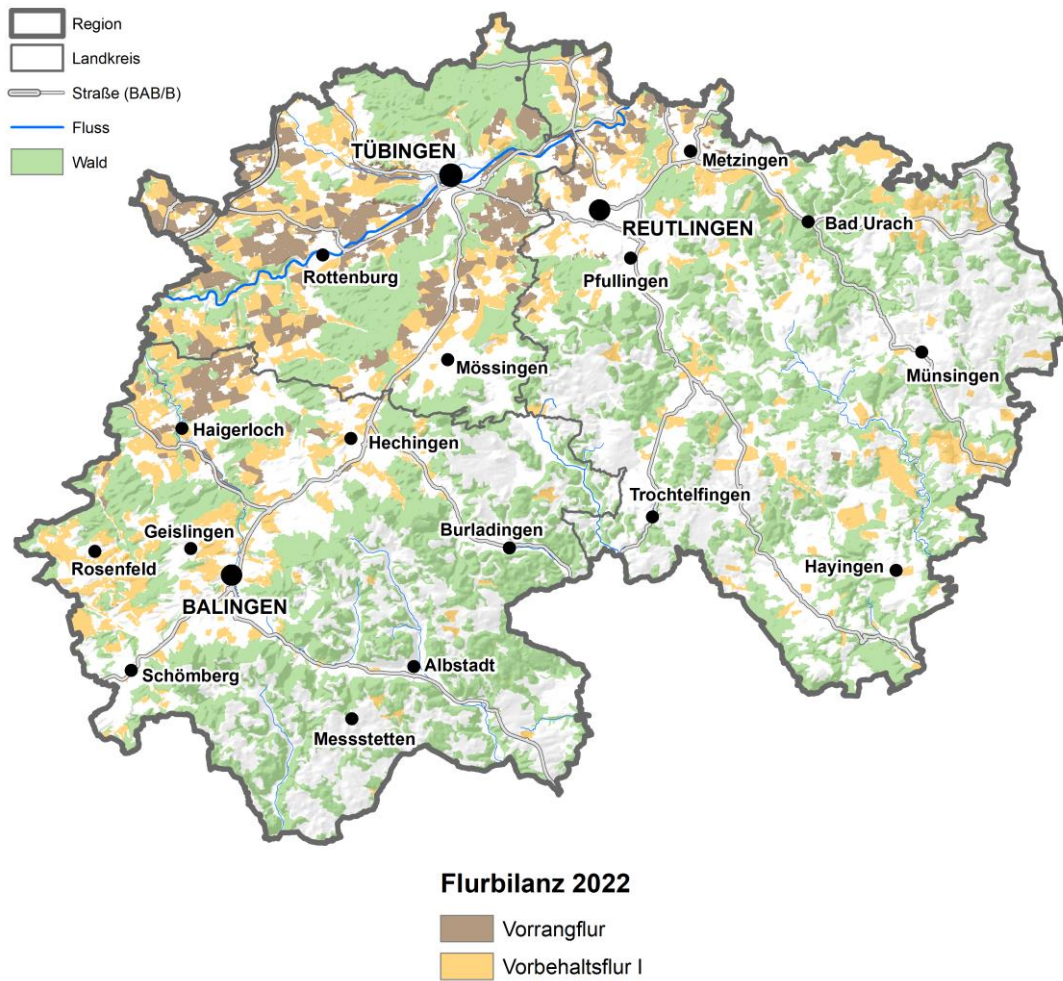 Region
Landkreis
Straße (BAB/B)
Fluss
Wald
TÜBINGEN
Metzingen
REUTLINGEN
Bad Urach
Rottenburg
Pfullingen
Mössingen
Münsingen
Haigerloch
Hechingen
Trochtelfingen
Geislingen
Burladingen
Rosenfeld
Hayingen
BALINGEN
Schömberg
Albstadt
Messstetten
Flurbilanz 2022
Vorrangflur
Vorbehaltsflur I